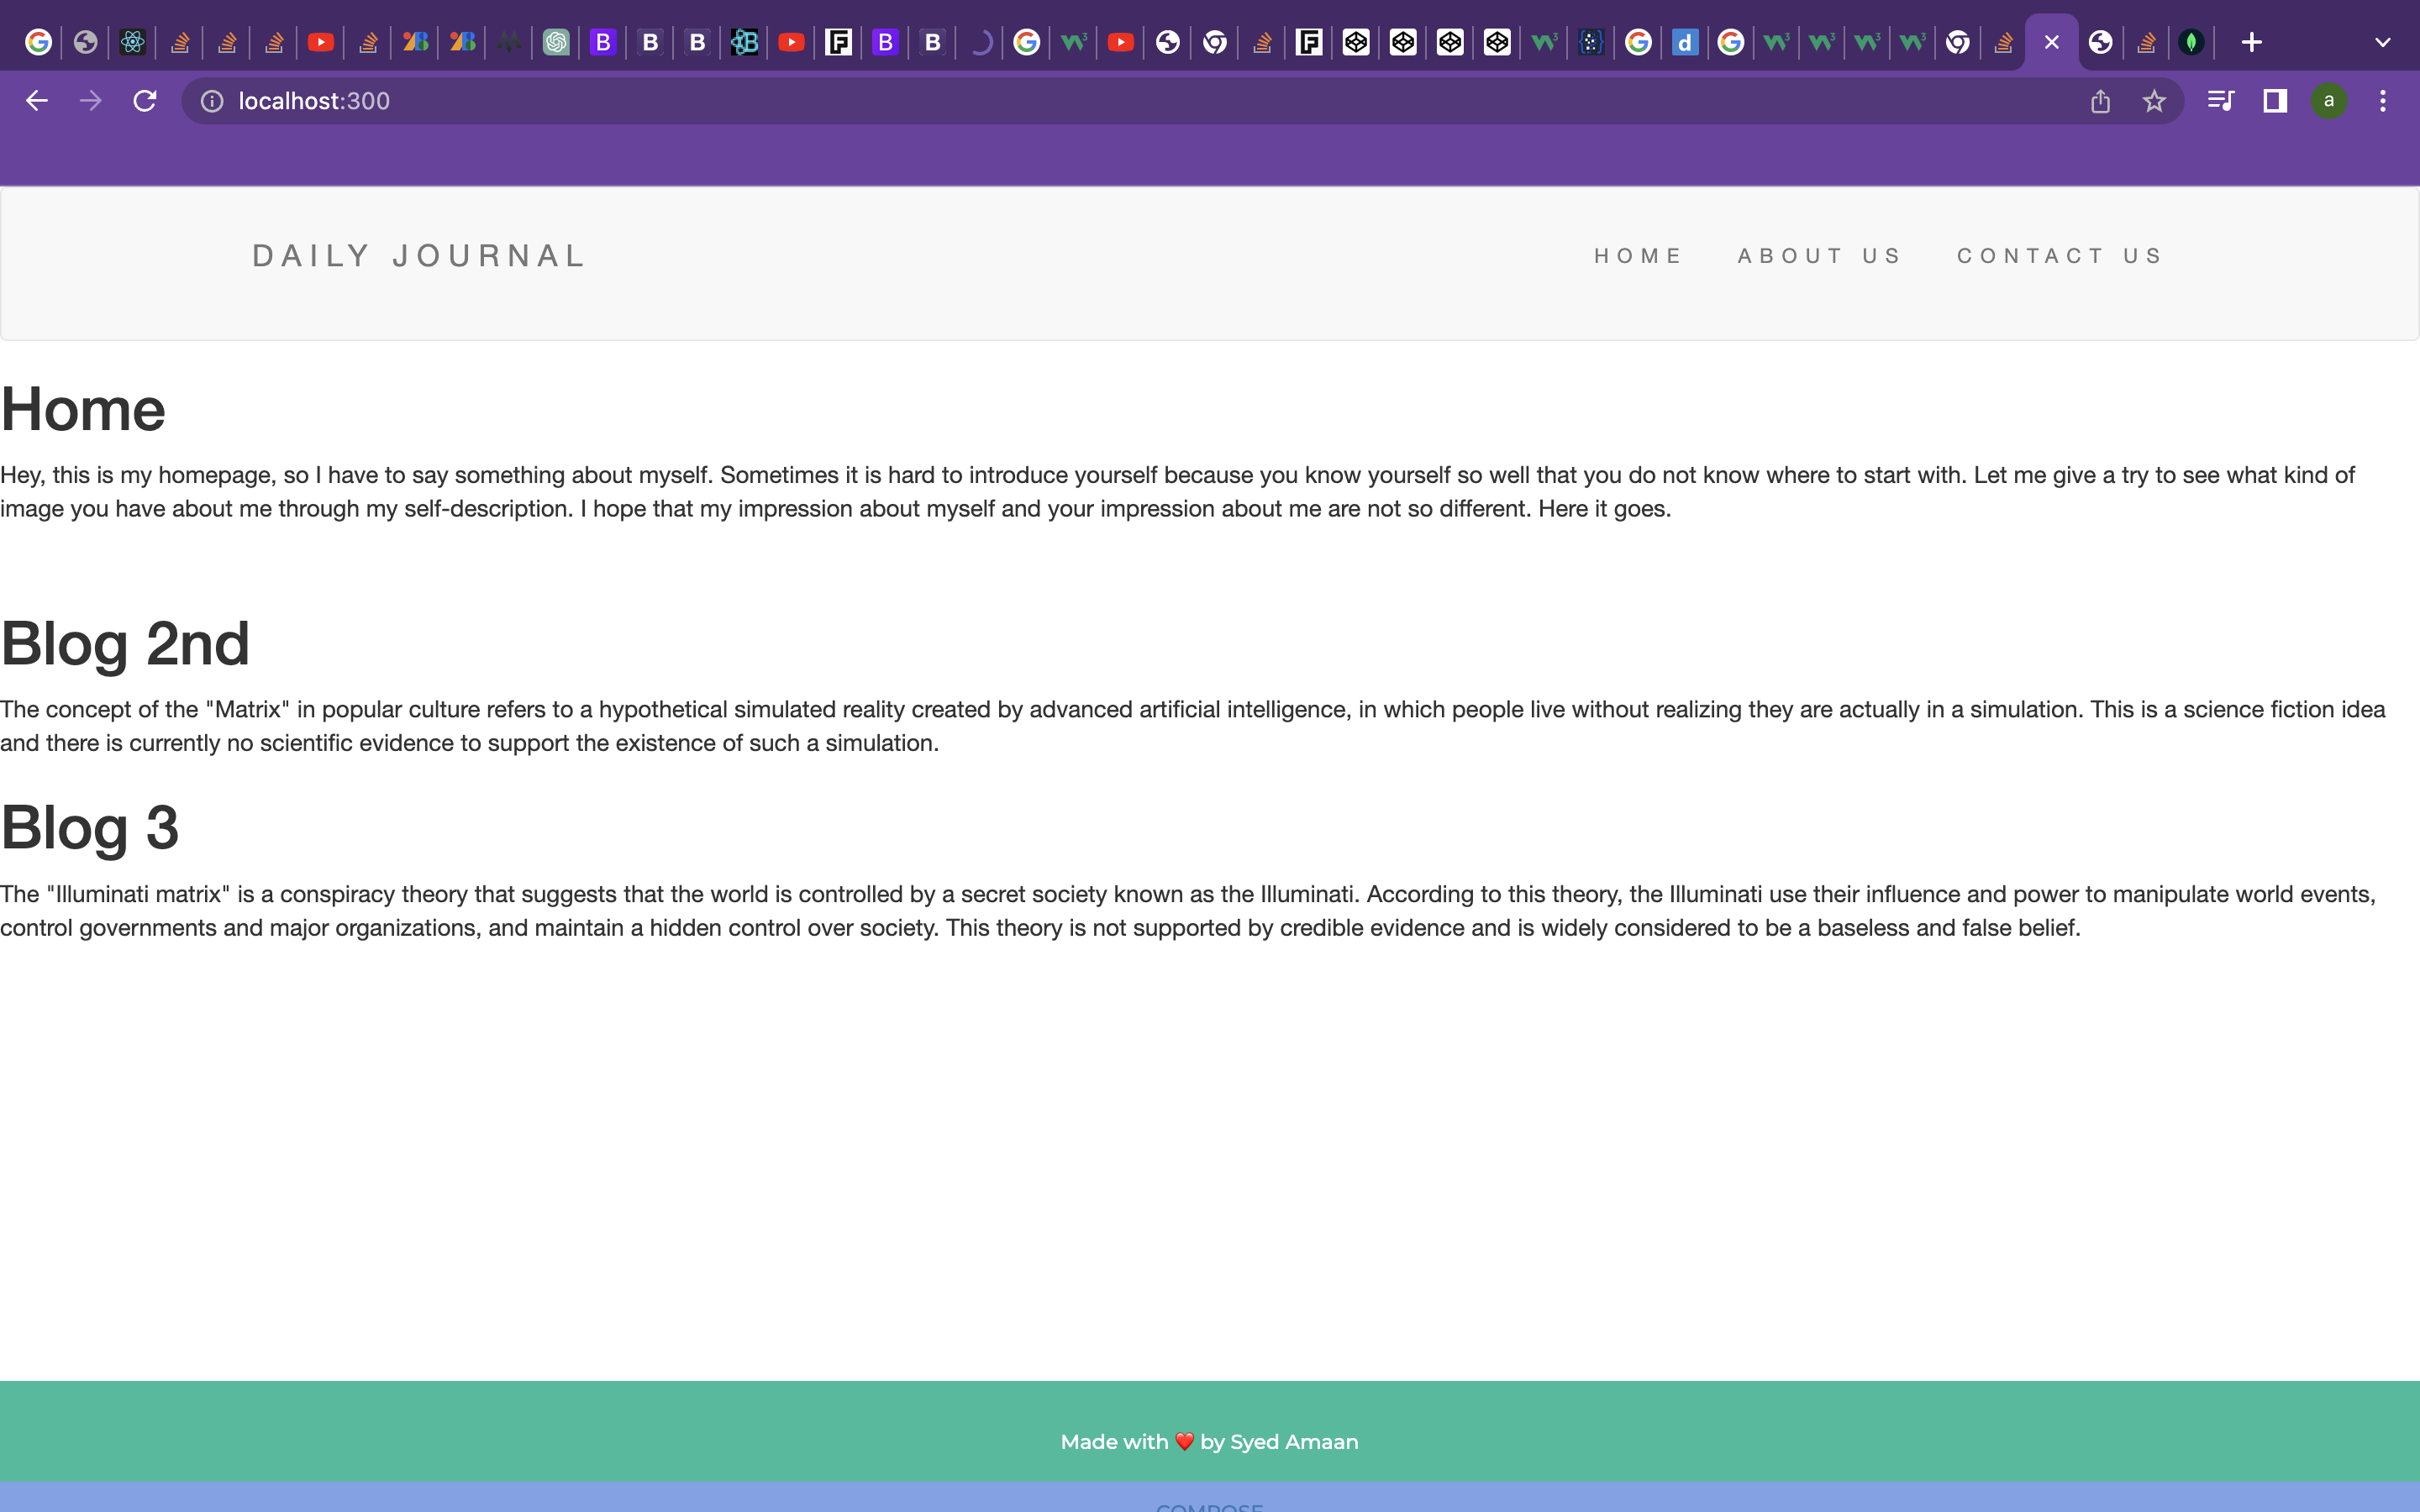 localhost:300
a
DAILY JOURNAL
HOME ABOUT US CONTACT US
Home
Hey, this is my homepage, so I have to say something about myself. Sometimes it is hard to introduce yourself because you know yourself so well that you do not know where to start with. Let me give a try to see what kind of
image you have about me through my self-description. I hope that my impression about myself and your impression about me are not so different. Here it goes.
Blog 2nd
The concept of the "Matrix" in popular culture refers to a hypothetical simulated reality created by advanced artificial intelligence, in which people live without realizing they are actually in a simulation. This is a science fiction idea
and there is currently no scientific evidence to support the existence of such a simulation.
Blog 3
The "Illuminati matrix" is a conspiracy theory that suggests that the world is controlled by a secret society known as the Illuminati. According to this theory, the Illuminati use their influence and power to manipulate world events,
control governments and major organizations, and maintain a hidden control over society. This theory is not supported by credible evidence and is widely considered to be a baseless and false belief.
Made with ❤️ by Syed Amaan
COMPOSE